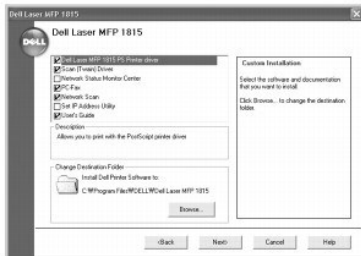 Dell Laser MFP 1815
DELL
Dell Laser MFP 1815
Dell Laser MFP 1815 PS Printer driver
Scan (Twain) Driver
Network Status Monitor Center
PC-Fax
Network Scan
Set IP Address Utility
User's Guide
Description
Allows you to print with the PostScript printer driver
Change Destination Folder
Install Dell Printer Software to:
C:₩Program Files₩DELL₩Dell Laser MFP 1815
Browse...
Custom Installation
Select the software and documentation
that you want to install.
Click Browse... to change the destination
folder.
<Back
Next>
Cancel
Help